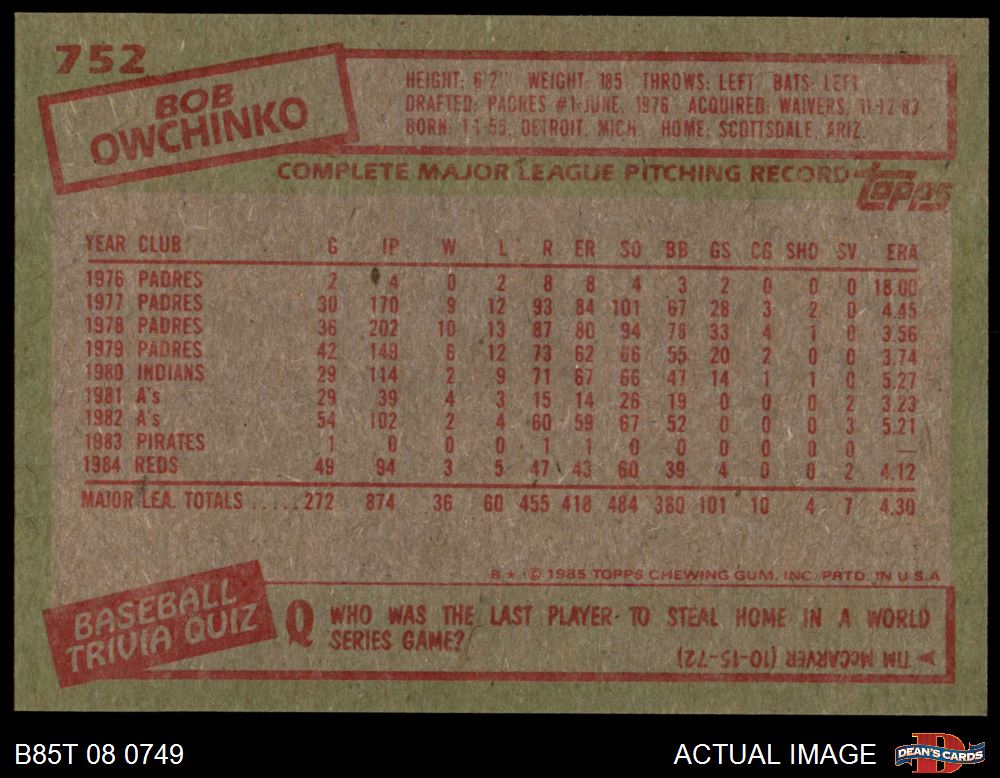 752
BOB
OWCHINKO
HEIGHT: 6'2" WEIGHT: 185 THROWS: LEFT BATS: LEFT
DRAFTED: PADRES #1-JUNE, 1976 ACQUIRED: WAIVERS, 11-12-83
BORN: 1-1-55, DETROIT, MICH. HOME: SCOTTSDALE, ARIZ.
COMPLETE MAJOR LEAGUE PITCHING RECORD
TOPPS
YEAR CLUB G IP W L R ER SO BB GS CG SHO SV ERA
1976 PADRES 2 4 0 2 8 8 4 3 2 0 0 0 18.00
1977 PADRES 30 170 9 12 93 84 101 67 28 3 2 0 4.45
1978 PADRES 36 202 10 13 87 80 94 78 33 4 1 0 3.56
1979 PADRES 42 149 6 12 73 62 66 55 20 2 0 0 3.74
1980 INDIANS 29 114 2 9 71 67 66 47 14 1 1 0 5.27
1981 A's 29 39 4 3 15 14 26 19 0 0 0 2 3.23
1982 A's 54 102 2 4 60 59 67 52 0 0 0 3 5.21
1983 PIRATES 1 0 0 0 1 1 0 0 0 0 0 0 —
1984 REDS 49 94 3 5 47 43 60 39 4 0 0 2 4.12
MAJOR LEA. TOTALS ..... 272 874 36 60 455 418 484 360 101 10 4 7 4.30
B ★ © 1985 TOPPS CHEWING GUM, INC. PRTD. IN U.S.A.
BASEBALL
TRIVIA QUIZ
Q WHO WAS THE LAST PLAYER TO STEAL HOME IN A WORLD
SERIES GAME?
TIM McCARVER (10-15-72)
B85T 08 0749
ACTUAL IMAGE
D
DEAN'S CARDS